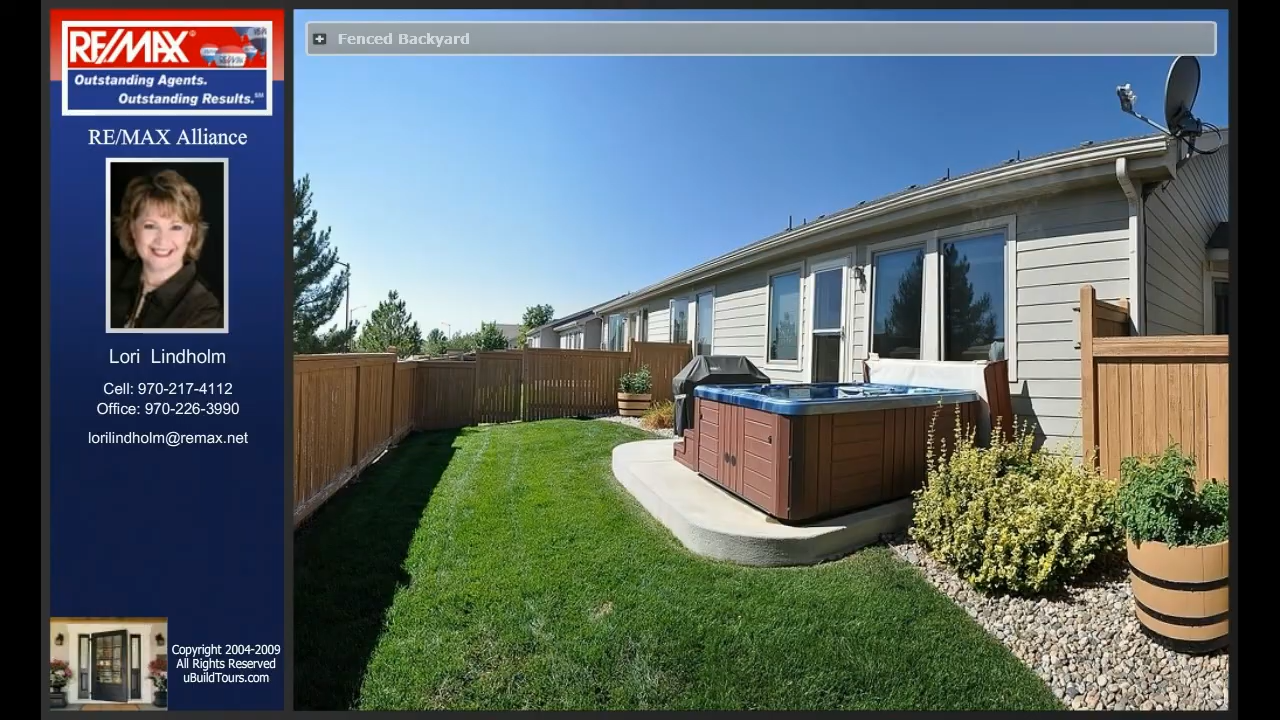 RE/MAX®
Outstanding Agents.
Outstanding Results.℠
RE/MAX Alliance
Lori Lindholm
Cell: 970-217-4112
Office: 970-226-3990
lorilindholm@remax.net
Copyright 2004-2009
All Rights Reserved
uBuildTours.com
Fenced Backyard